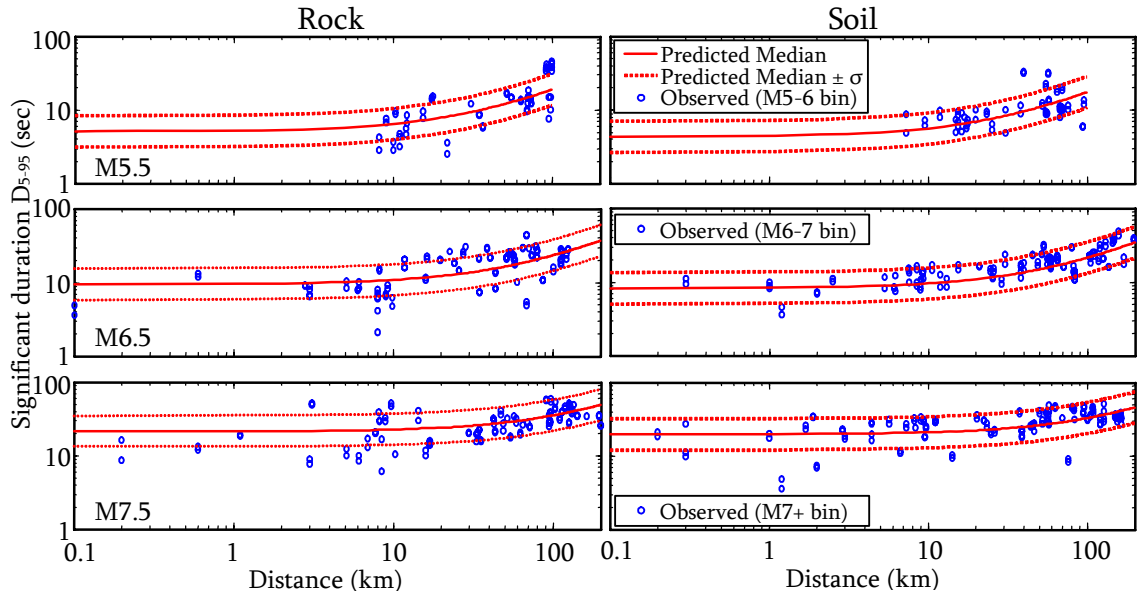 Rock
Soil
Significant duration D5-95 (sec)
100
10
1
M5.5
Predicted Median
Predicted Median ± σ
Observed (M5-6 bin)
100
10
1
M6.5
Observed (M6-7 bin)
100
10
1
M7.5
Observed (M7+ bin)
0.1
1
10
100
0.1
1
10
100
Distance (km)
Distance (km)